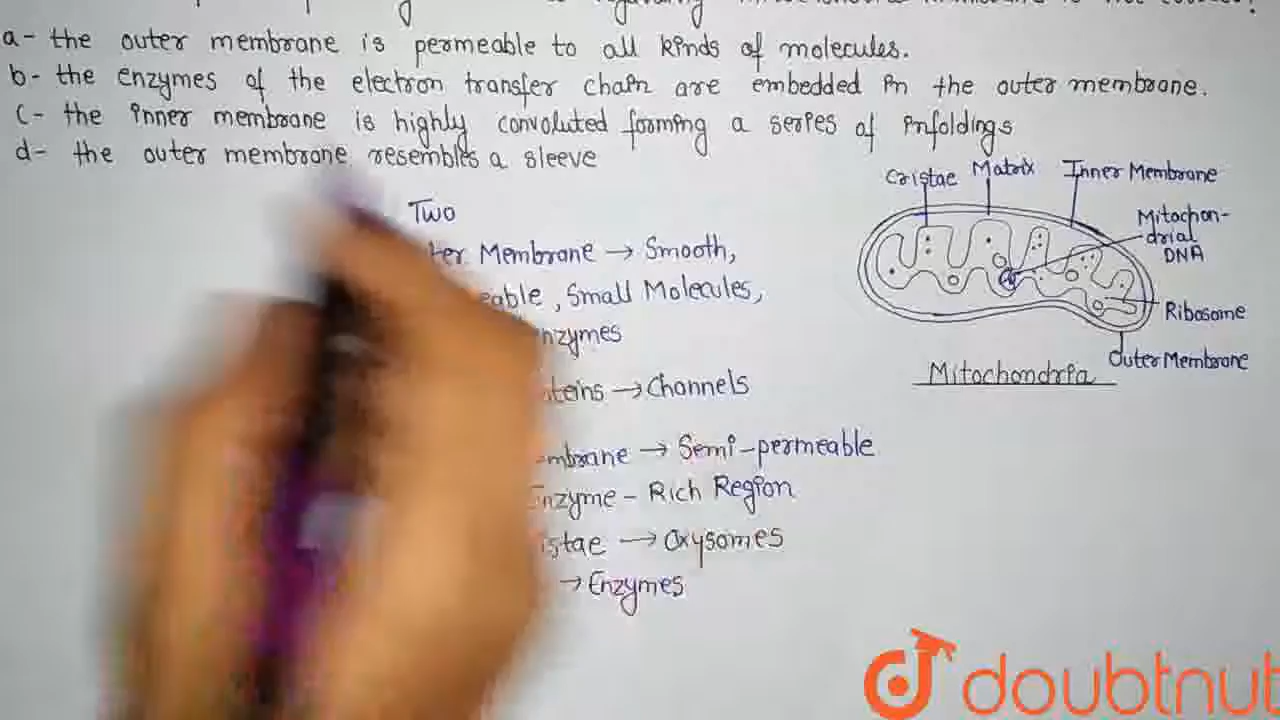 a- the outer membrane is permeable to all kinds of molecules.
b- the enzymes of the electron transfer chain are embedded in the outer membrane.
c- the inner membrane is highly convoluted forming a series of infoldings
d- the outer membrane resembles a sleeve
Two
Membrane → Smooth,
, Small Molecules,
→ Channels
→ Semi-permeable
Enzyme - Rich Region
→ Oxysomes
→ Enzymes
Cristae
Matrix
Inner Membrane
Mitochon-
drial
DNA
Ribosome
Outer Membrane
Mitochondria
doubtnut